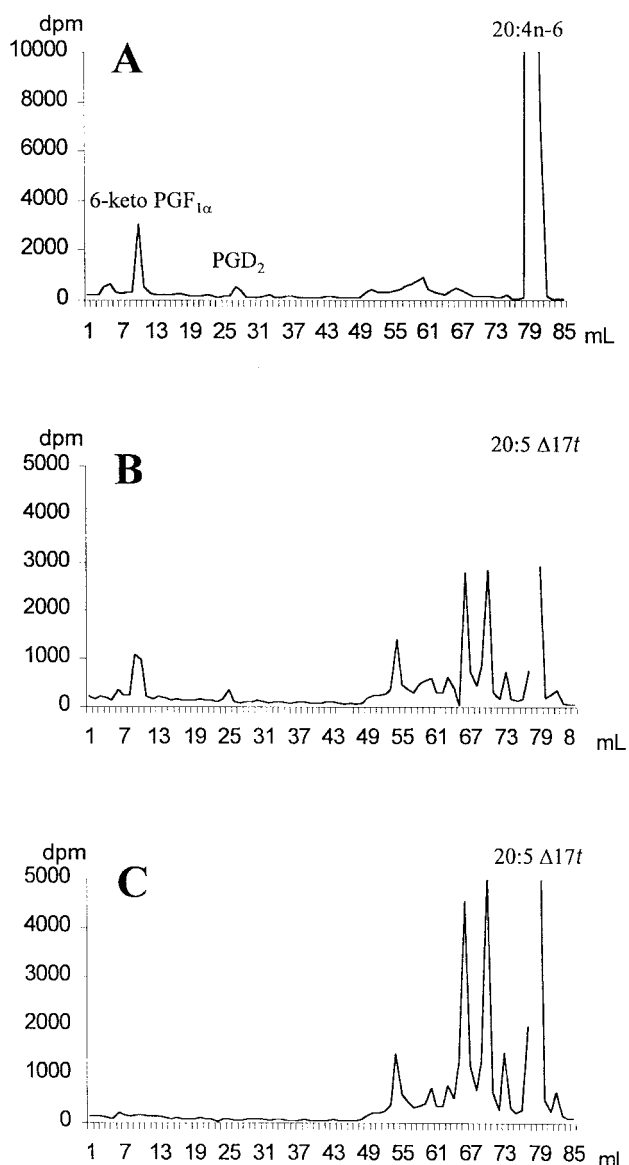 dpm
20:4n-6
10000
A
8000
6000
4000
6-keto PGF1α
PGD2
2000
0
1 7 13 19 25 31 37 43 49 55 61 67 73 79 85 mL
dpm
20:5 Δ17t
5000
B
4000
3000
2000
1000
0
1 7 13 19 25 31 37 43 49 55 61 67 73 79 8 mL
dpm
20:5 Δ17t
5000
C
4000
3000
2000
1000
0
1 7 13 19 25 31 37 43 49 55 61 67 73 79 85 mL